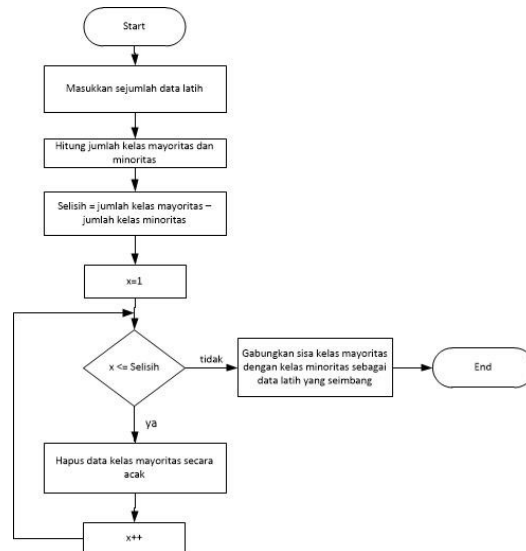 Start
Masukkan sejumlah data latih
Hitung jumlah kelas mayoritas dan
minoritas
Selisih = jumlah kelas mayoritas –
jumlah kelas minoritas
x=1
x <= Selisih
tidak
Gabungkan sisa kelas mayoritas
dengan kelas minoritas sebagai
data latih yang seimbang
End
ya
Hapus data kelas mayoritas secara
acak
x++